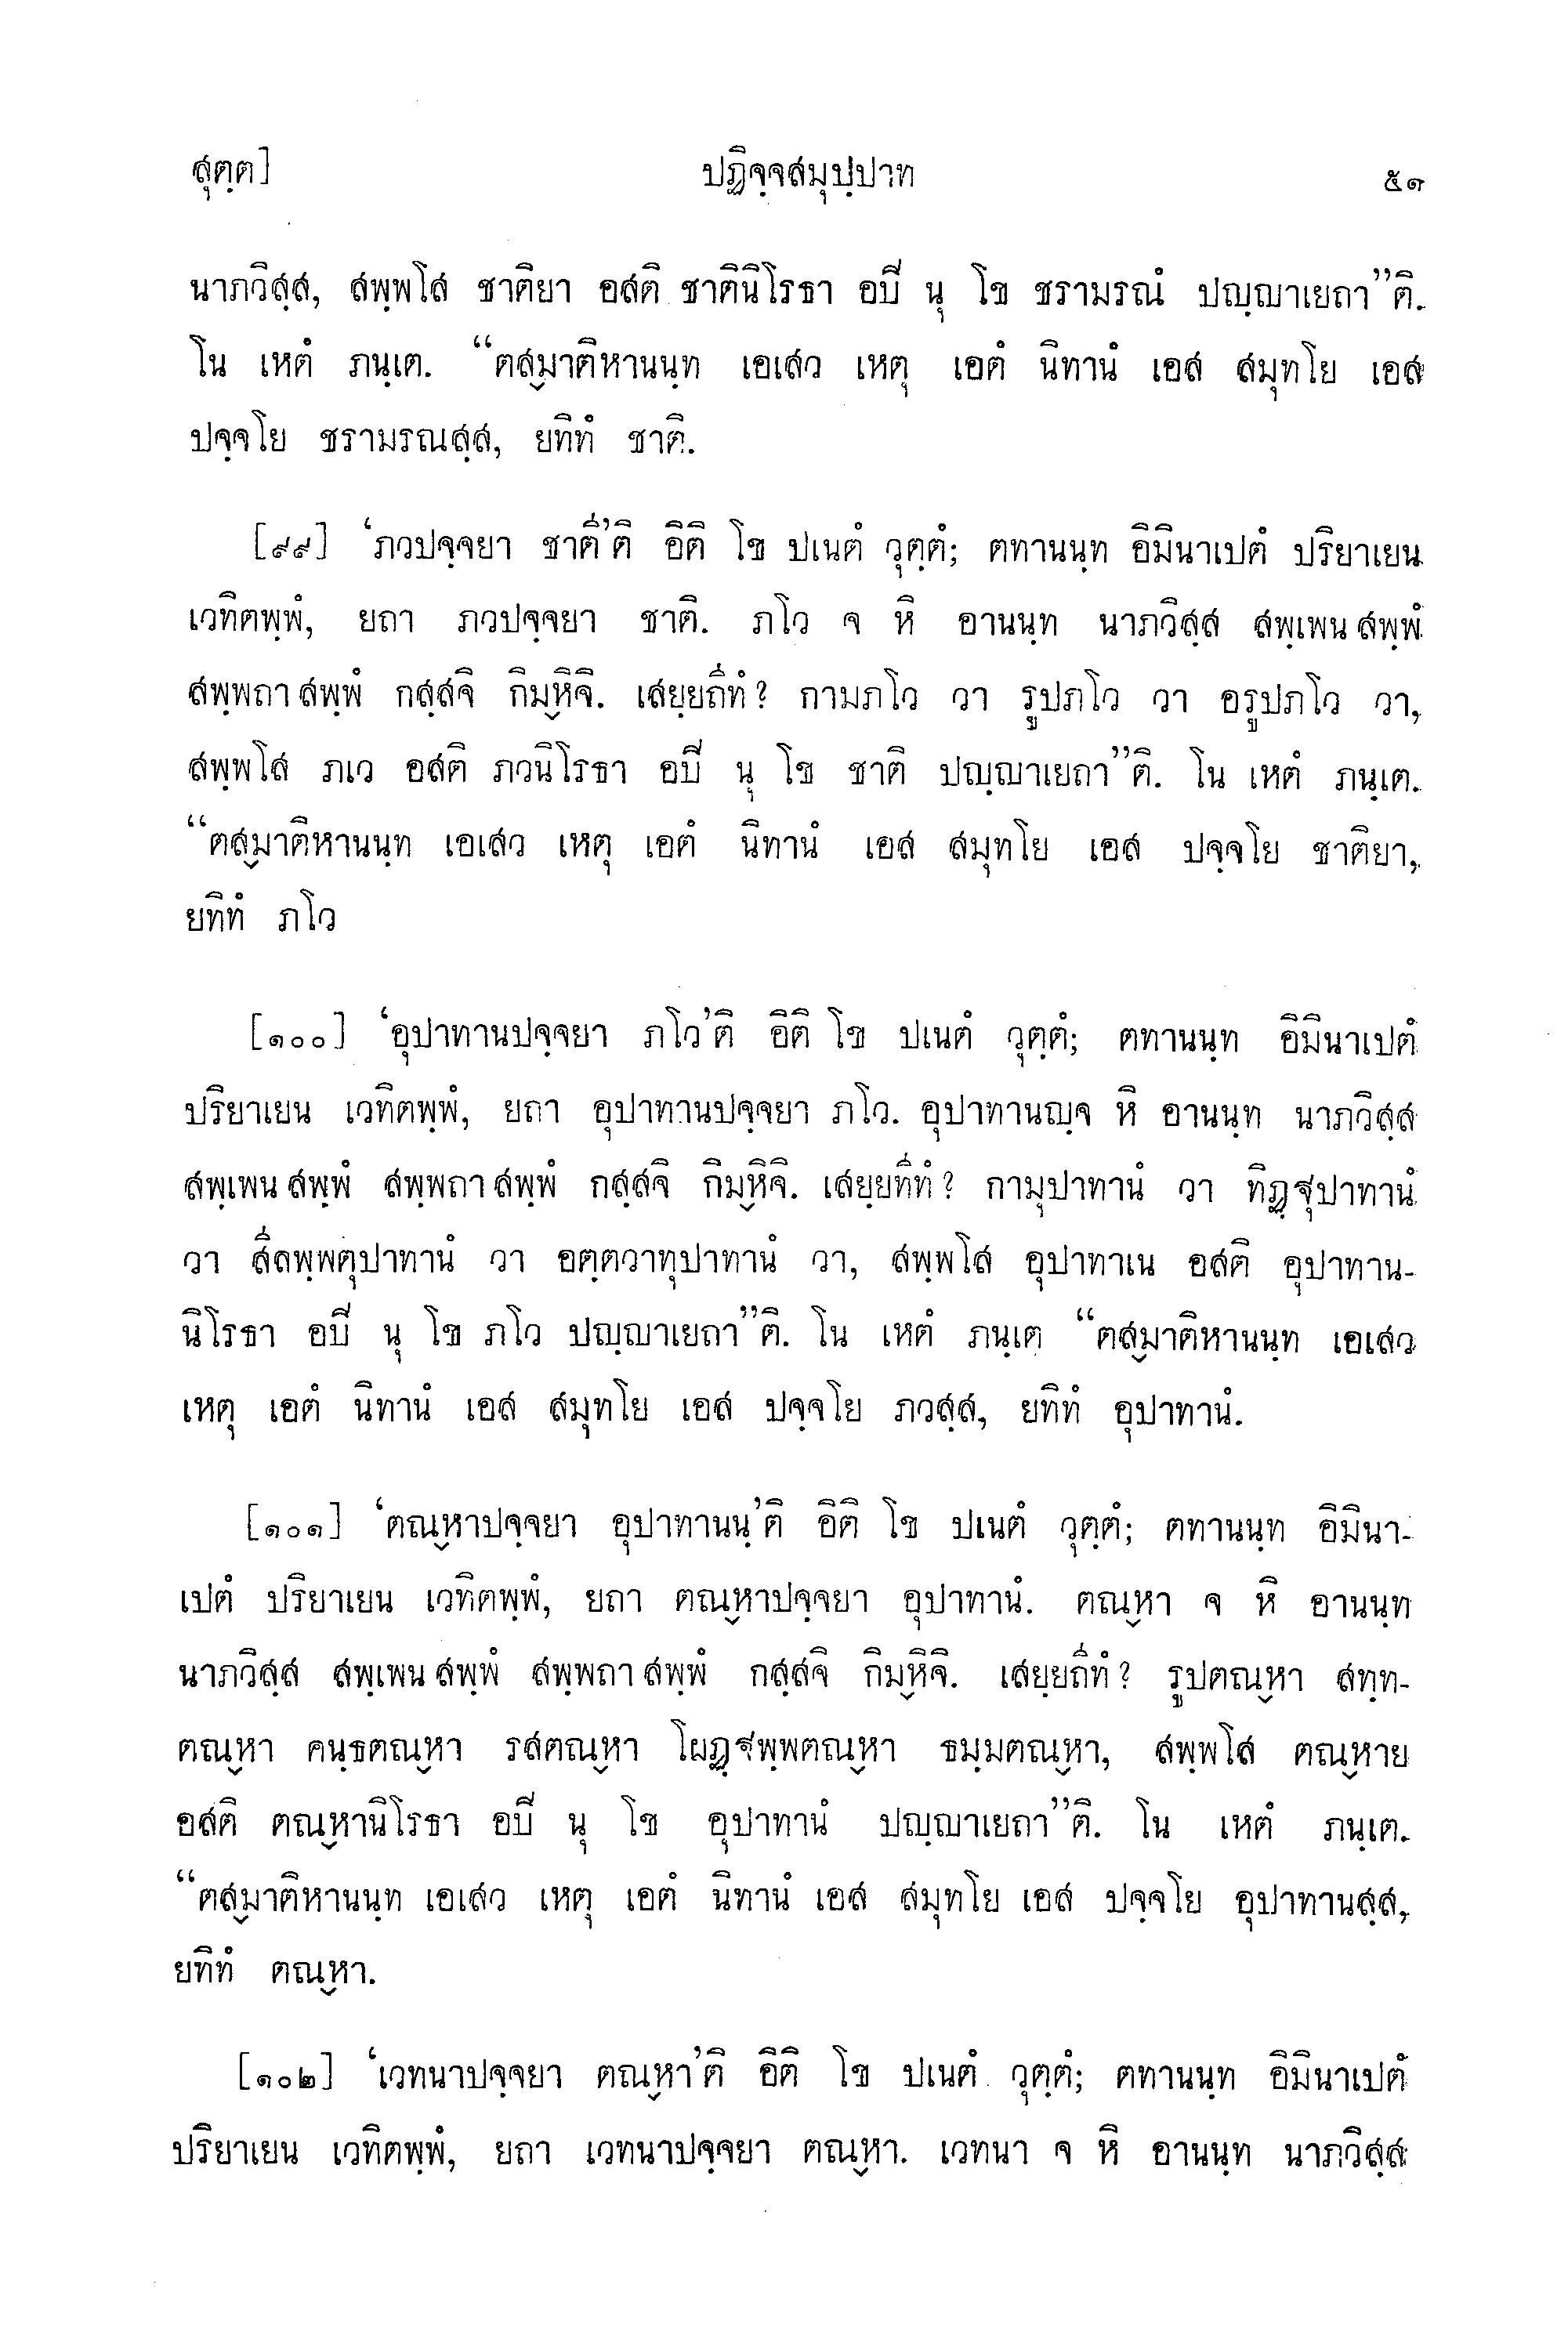 สุตฺต]	ปฏิจฺจสมุปฺปาท	๕๑
นาภวิสฺส, สพฺพโส ชาติยา อสติ ชาตินิโรธา อปิ นุ โข ชรามรณํ ปญฺญาเยถา”ติ.
โน เหตํ ภนฺเต. “ตสฺมาติหานนฺท เอเสว เหตุ เอตํ นิทานํ เอส สมุทโย เอส
ปจฺจโย ชรามรณสฺส, ยทิทํ ชาติ.
[๙๙] ‘ภวปจฺจยา ชาตี’ติ อิติ โข ปเนตํ วุตฺตํ; ตทานนฺท อิมินาเปตํ ปริยาเยน
เวทิตพฺพํ, ยถา ภวปจฺจยา ชาติ. ภโว จ หิ อานนฺท นาภวิสฺส สพฺเพน สพฺพํ
สพฺพถา สพฺพํ กสฺสจิ กิมฺหิจิ. เสยฺยถิทํ? กามภโว วา รูปภโว วา อรูปภโว วา,
สพฺพโส ภเว อสติ ภวนิโรธา อปิ นุ โข ชาติ ปญฺญาเยถา”ติ. โน เหตํ ภนฺเต.
“ตสฺมาติหานนฺท เอเสว เหตุ เอตํ นิทานํ เอส สมุทโย เอส ปจฺจโย ชาติยา,
ยทิทํ ภโว
[๑๐๐] ‘อุปาทานปจฺจยา ภโว’ติ อิติ โข ปเนตํ วุตฺตํ; ตทานนฺท อิมินาเปตํ
ปริยาเยน เวทิตพฺพํ, ยถา อุปาทานปจฺจยา ภโว. อุปาทานญฺจ หิ อานนฺท นาภวิสฺส
สพฺเพน สพฺพํ สพฺพถา สพฺพํ กสฺสจิ กิมฺหิจิ. เสยฺยทิทํ? กามุปาทานํ วา ทิฏฺฐุปาทานํ
วา สีลพฺพตุปาทานํ วา อตฺตวาทุปาทานํ วา, สพฺพโส อุปาทาเน อสติ อุปาทาน-
นิโรธา อปิ นุ โข ภโว ปญฺญาเยถา”ติ. โน เหตํ ภนฺเต “ตสฺมาติหานนฺท เอเสว
เหตุ เอตํ นิทานํ เอส สมุทโย เอส ปจฺจโย ภวสฺส, ยทิทํ อุปาทานํ.
[๑๐๑] ‘ตณฺหาปจฺจยา อุปาทานนฺ’ติ อิติ โข ปเนตํ วุตฺตํ; ตทานนฺท อิมินา-
เปตํ ปริยาเยน เวทิตพฺพํ, ยถา ตณฺหาปจฺจยา อุปาทานํ. ตณฺหา จ หิ อานนฺท
นาภวิสฺส สพฺเพน สพฺพํ สพฺพถา สพฺพํ กสฺสจิ กิมฺหิจิ. เสยฺยถิทํ? รูปตณฺหา สทฺท-
ตณฺหา คนฺธตณฺหา รสตณฺหา โผฏฺฐพฺพตณฺหา ธมฺมตณฺหา, สพฺพโส ตณฺหาย
อสติ ตณฺหานิโรธา อปิ นุ โข อุปาทานํ ปญฺญาเยถา”ติ. โน เหตํ ภนฺเต.
“ตสฺมาติหานนฺท เอเสว เหตุ เอตํ นิทานํ เอส สมุทโย เอส ปจฺจโย อุปาทานสฺส,
ยทิทํ ตณฺหา.
[๑๐๒] ‘เวทนาปจฺจยา ตณฺหา’ติ อิติ โข ปเนตํ วุตฺตํ; ตทานนฺท อิมินาเปตํ
ปริยาเยน เวทิตพฺพํ, ยถา เวทนาปจฺจยา ตณฺหา. เวทนา จ หิ อานนฺท นาภวิสฺส